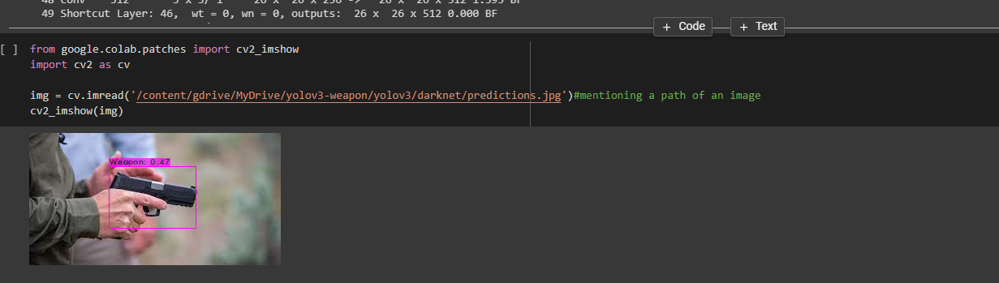 48 conv 512 3 x 3/ 1 26 x 26 x 256 -> 26 x 26 x 512 1.595 BF
49 Shortcut Layer: 46, wt = 0, wn = 0, outputs: 26 x 26 x 512 0.000 BF
+ Code + Text
[ ] from google.colab.patches import cv2_imshow
import cv2 as cv
img = cv.imread('/content/gdrive/MyDrive/yolov3-weapon/yolov3/darknet/predictions.jpg')#mentioning a path of an image
cv2_imshow(img)
Weapon: 0.47